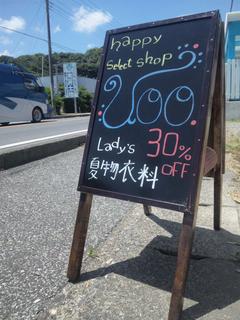 happy
select shop
Uoo
Lady's 30%
夏物衣料 OFF